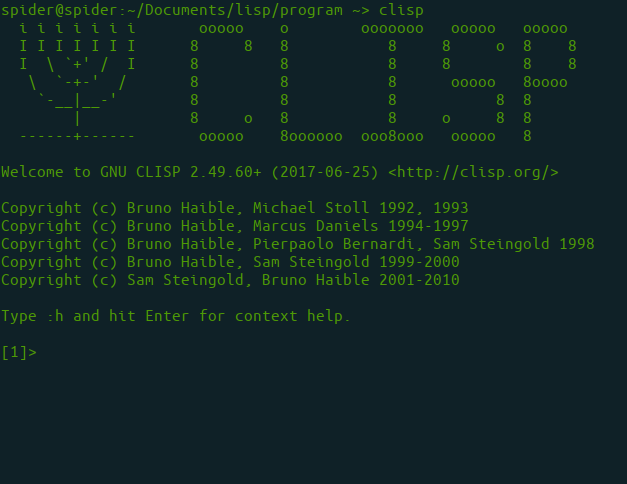 spider@spider:~/Documents/lisp/program ~> clisp
  i i i i i i i       ooooo    o        ooooooo   ooooo   ooooo
  I I I I I I I      8     8   8           8     8     o  8    8
  I  \ `+' /  I      8         8           8     8        8    8
   \  `-+-'  /       8         8           8      ooooo   8oooo
    `-__|__-'        8         8           8           8  8
        |            8     o   8           8     o     8  8
  ------+------       ooooo    8oooooo  ooo8ooo   ooooo   8

Welcome to GNU CLISP 2.49.60+ (2017-06-25) <http://clisp.org/>

Copyright (c) Bruno Haible, Michael Stoll 1992, 1993
Copyright (c) Bruno Haible, Marcus Daniels 1994-1997
Copyright (c) Bruno Haible, Pierpaolo Bernardi, Sam Steingold 1998
Copyright (c) Bruno Haible, Sam Steingold 1999-2000
Copyright (c) Sam Steingold, Bruno Haible 2001-2010

Type :h and hit Enter for context help.

[1]>